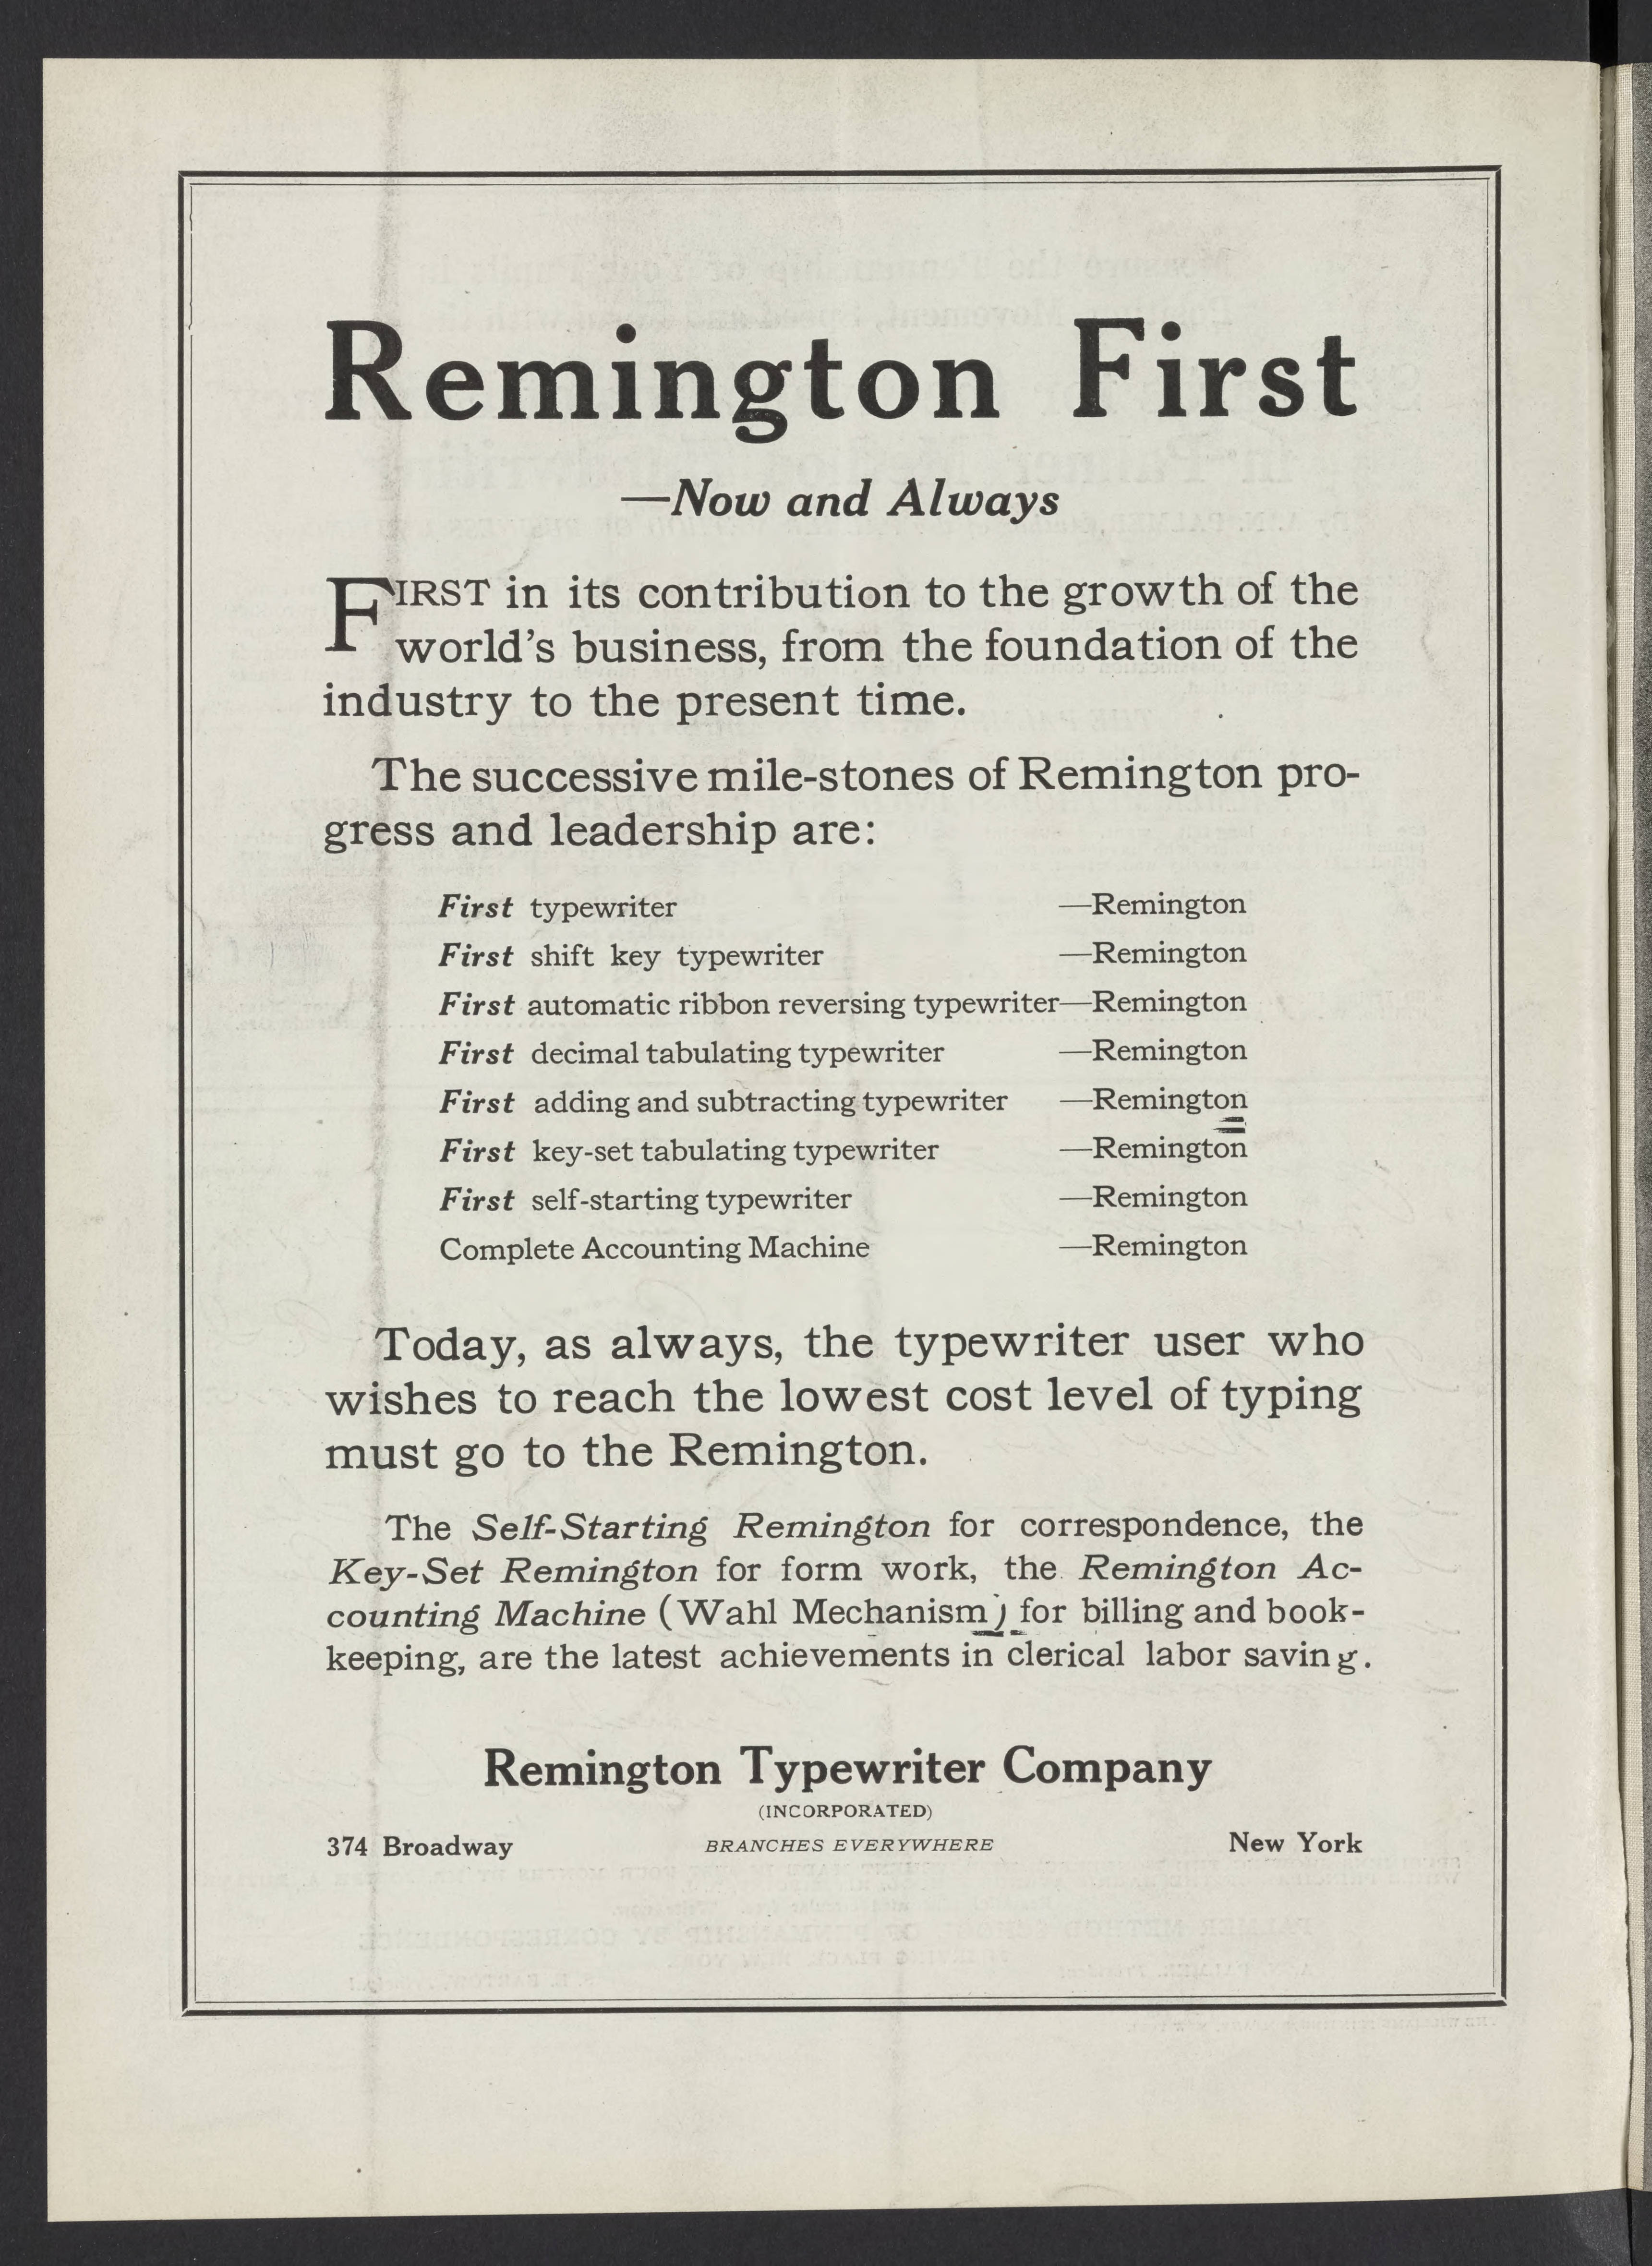 Remington First
—Now and Always
FIRST in its contribution to the growth of the
world's business, from the foundation of the
industry to the present time.
The successive mile-stones of Remington pro-
gress and leadership are:
First typewriter —Remington
First shift key typewriter —Remington
First automatic ribbon reversing typewriter—Remington
First decimal tabulating typewriter —Remington
First adding and subtracting typewriter —Remington
First key-set tabulating typewriter —Remington
First self-starting typewriter —Remington
Complete Accounting Machine —Remington
Today, as always, the typewriter user who
wishes to reach the lowest cost level of typing
must go to the Remington.
The Self-Starting Remington for correspondence, the
Key-Set Remington for form work, the Remington Ac-
counting Machine (Wahl Mechanism) for billing and book-
keeping, are the latest achievements in clerical labor saving.
Remington Typewriter Company
(INCORPORATED)
374 Broadway BRANCHES EVERYWHERE New York